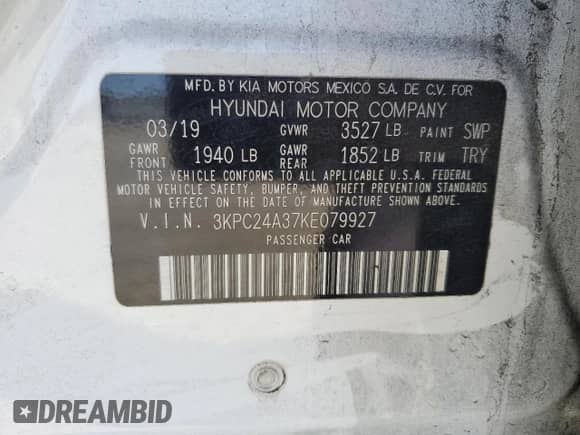 MFD. BY KIA MOTORS MEXICO S.A. DE C.V. FOR
HYUNDAI MOTOR COMPANY
03/19 GVWR 3527 LB PAINT SWP
GAWR FRONT 1940 LB GAWR REAR 1852 LB TRIM TRY
THIS VEHICLE CONFORMS TO ALL APPLICABLE U.S.A. FEDERAL
MOTOR VEHICLE SAFETY, BUMPER, AND THEFT PREVENTION STANDARDS
IN EFFECT ON THE DATE OF MANUFACTURE SHOWN ABOVE.
V.I.N. 3KPC24A37KE079927
PASSENGER CAR
DREAMBID